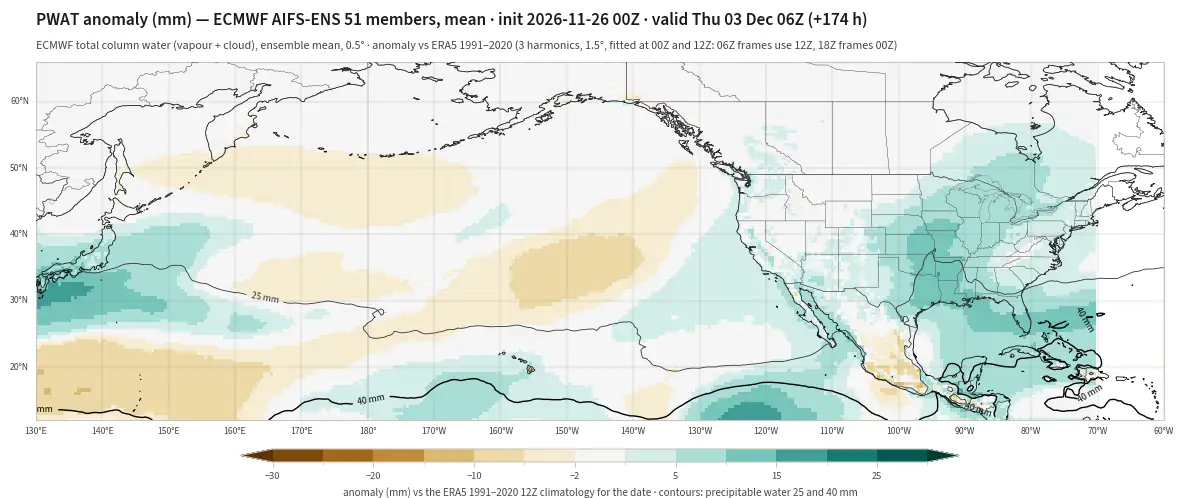 PWAT anomaly (mm) — ECMWF AIFS-ENS 51 members, mean · init 2026-11-26 00Z · valid Thu 03 Dec 06Z (+174 h)
ECMWF total column water (vapour + cloud), ensemble mean, 0.5° · anomaly vs ERA5 1991–2020 (3 harmonics, 1.5°, fitted at 00Z and 12Z: 06Z frames use 12Z, 18Z frames 00Z)
60°N
50°N
40°N
30°N
20°N
25 mm
40 mm
40 mm
mm
40 mm
40 mm
130°E 140°E 150°E 160°E 170°E 180° 170°W 160°W 150°W 140°W 130°W 120°W 110°W 100°W 90°W 80°W 70°W 60°W
−30 −20 −10 −2 5 15 25
anomaly (mm) vs the ERA5 1991–2020 12Z climatology for the date · contours: precipitable water 25 and 40 mm